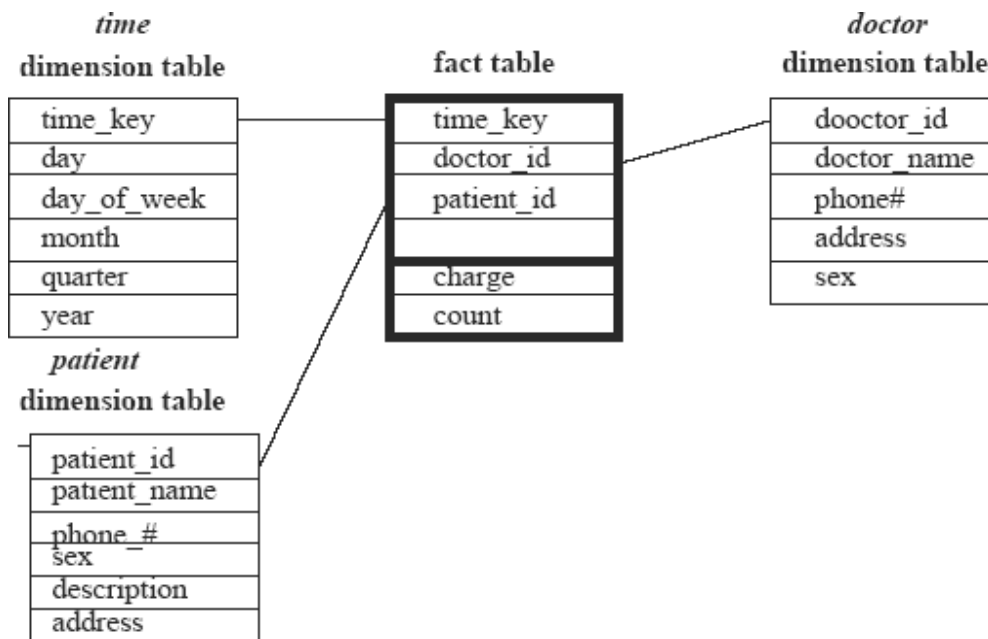 time
dimension table
time_key
day
day_of_week
month
quarter
year
patient
dimension table
patient_id
patient_name
phone_#
sex
description
address
fact table
time_key
doctor_id
patient_id
charge
count
doctor
dimension table
dooctor_id
doctor_name
phone#
address
sex